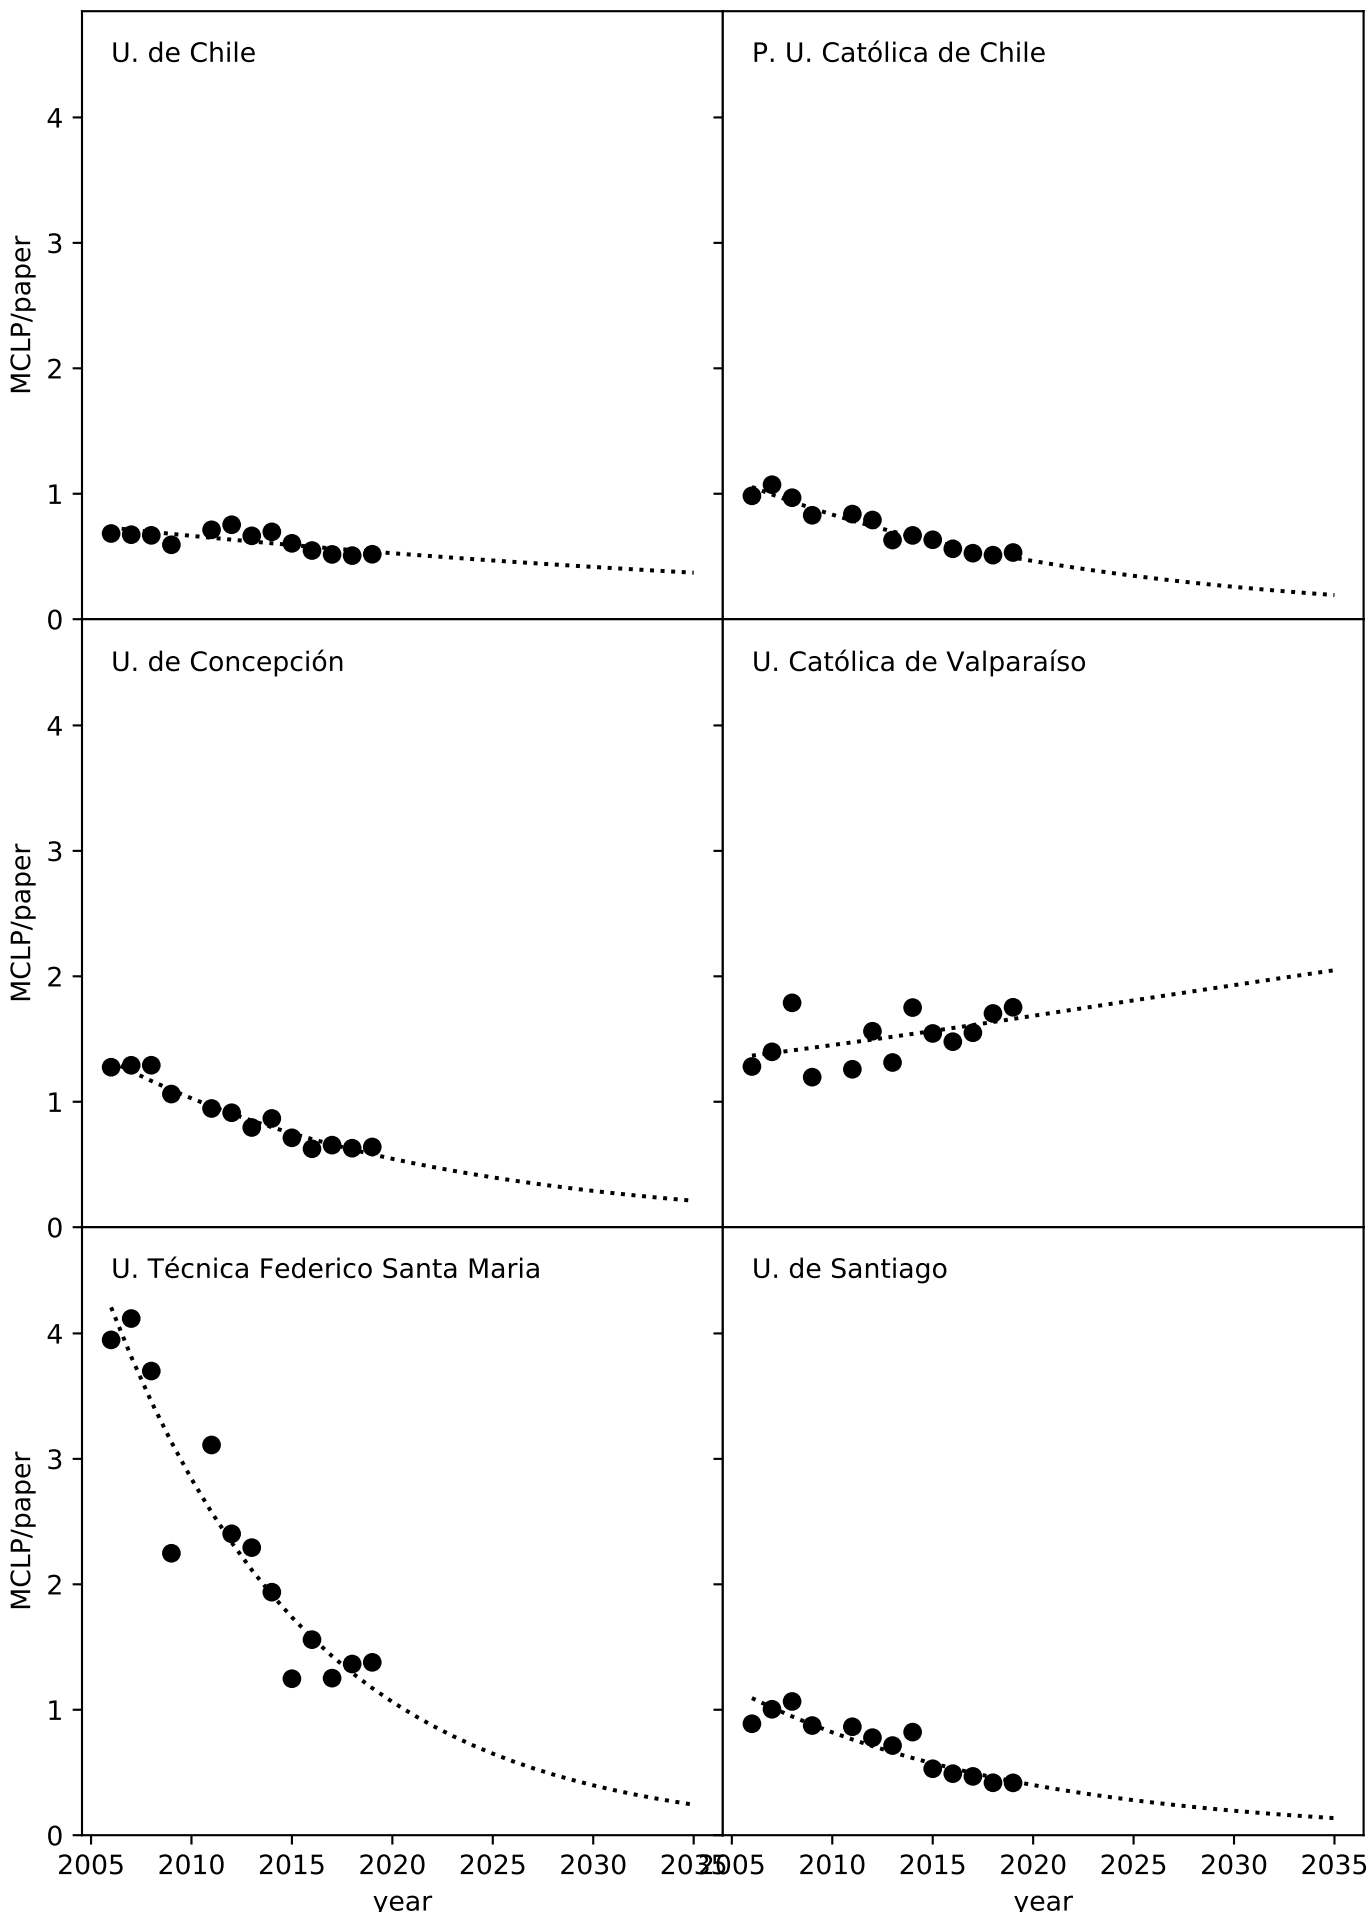 U. de Chile
P. U. Católica de Chile
4
3
2
1
0
MCLP/paper
U. de Concepción
U. Católica de Valparaíso
4
3
2
1
0
MCLP/paper
U. Técnica Federico Santa Maria
U. de Santiago
4
3
2
1
0
MCLP/paper
2005 2010 2015 2020 2025 2030 2035
2005 2010 2015 2020 2025 2030 2035
year
year